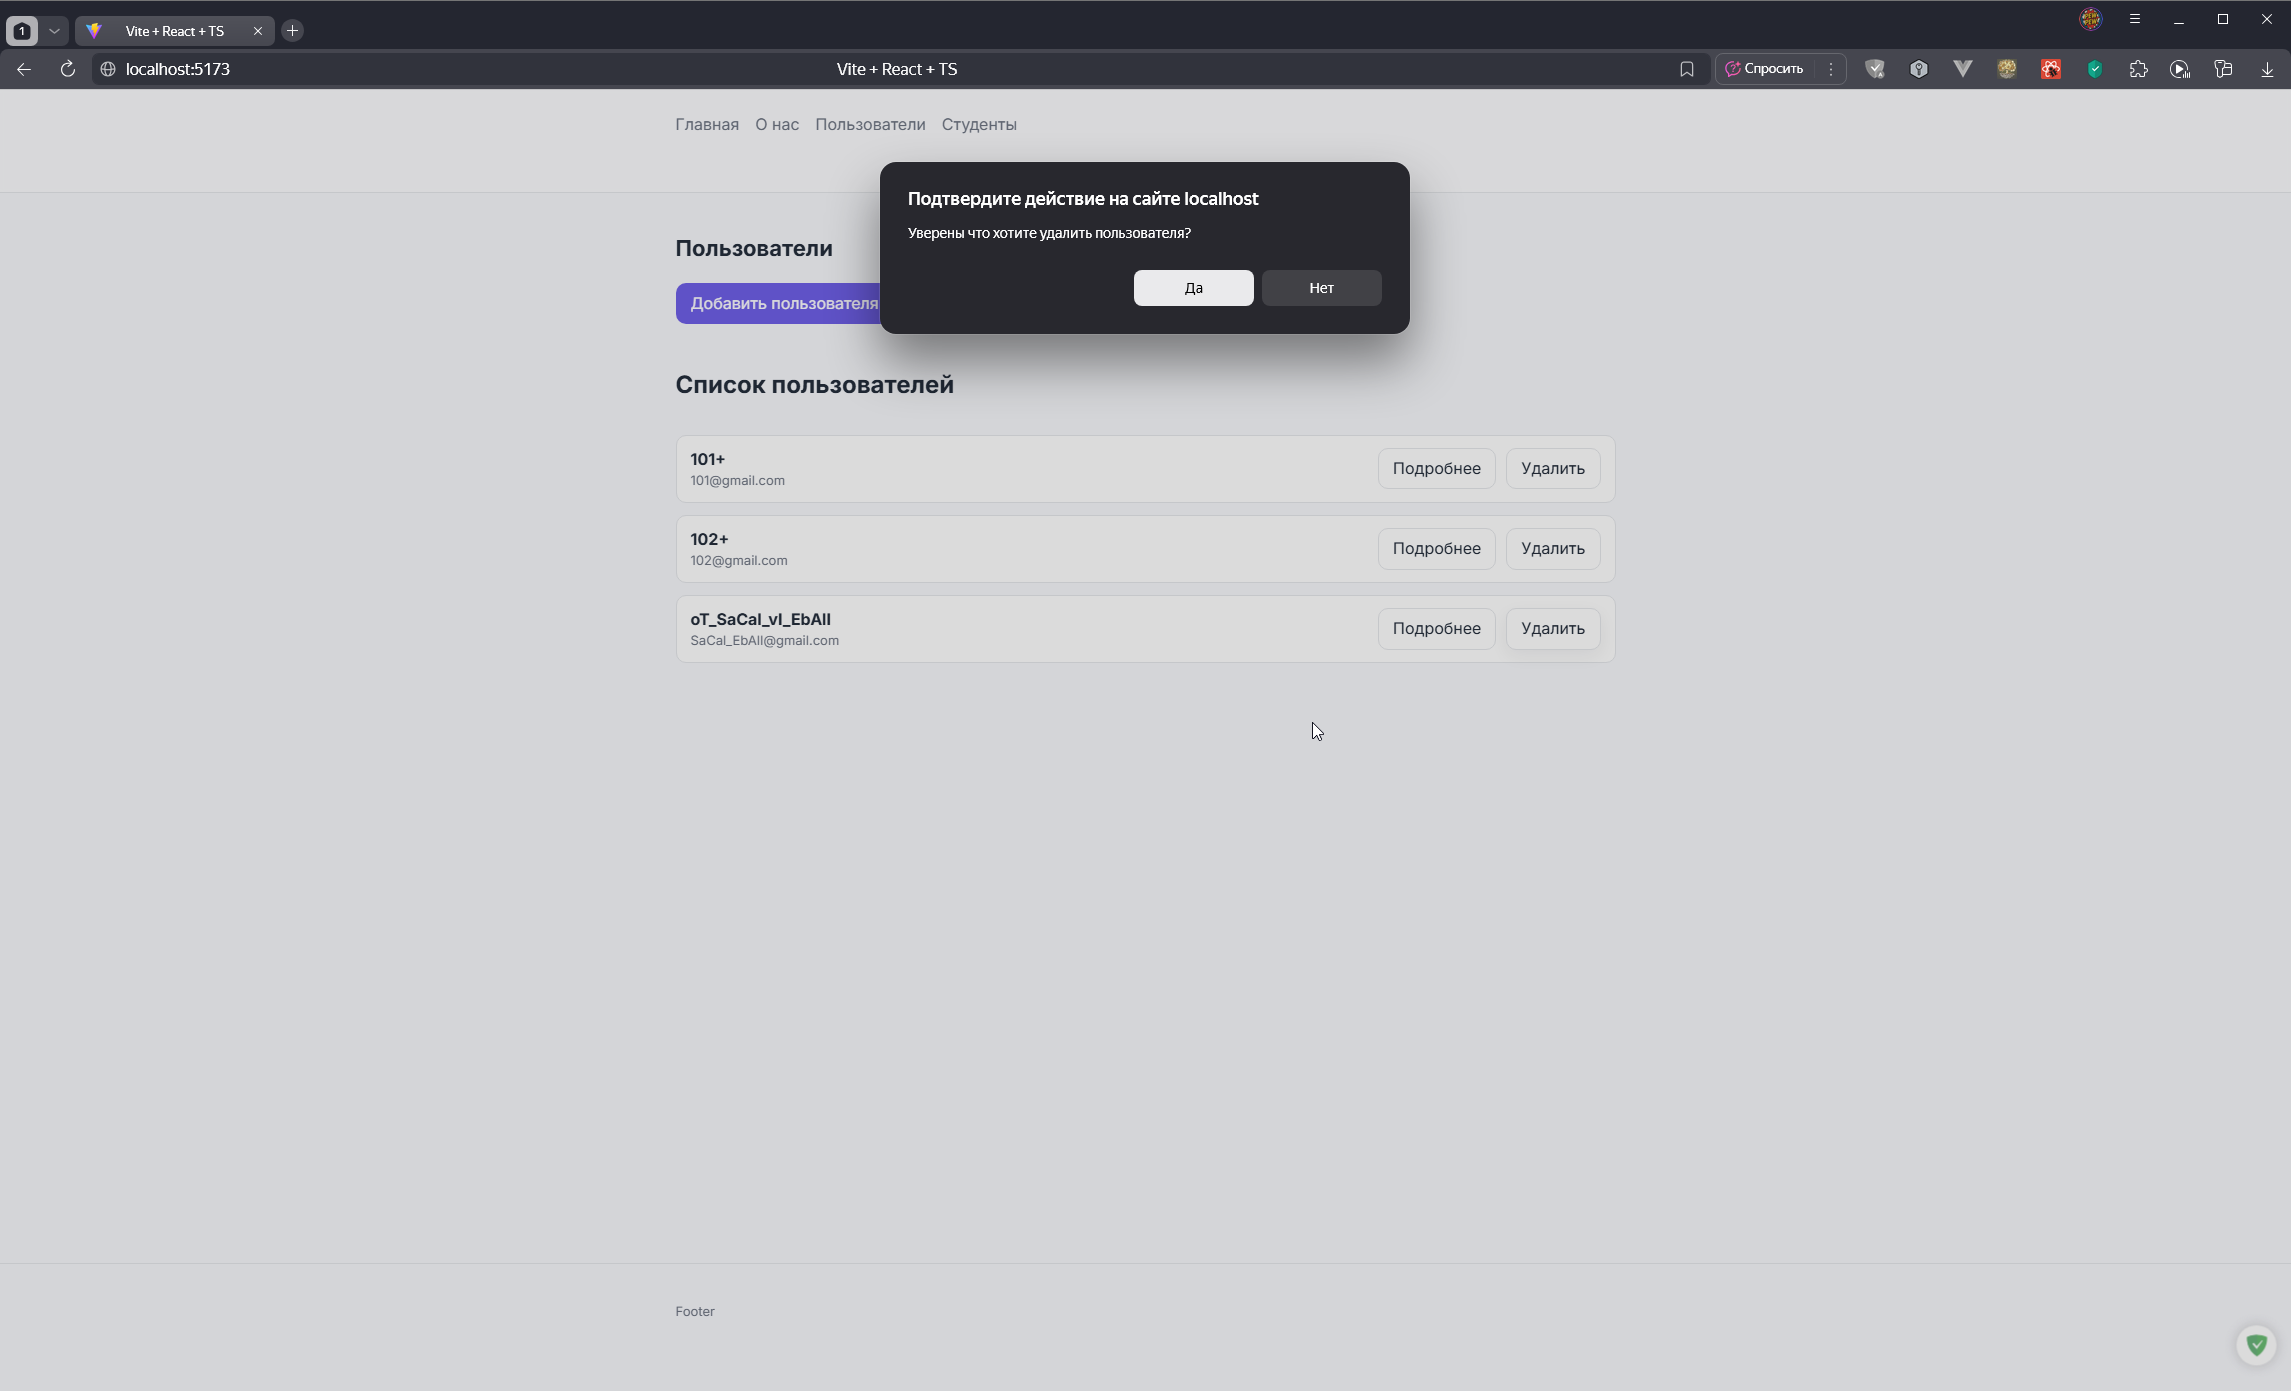 1
Vite + React + TS
localhost:5173
Vite + React + TS
Спросить
Главная О нас Пользователи Студенты
Подтвердите действие на сайте localhost
Уверены что хотите удалить пользователя?
Да
Нет
Пользователи
Добавить пользователя
Список пользователей
101+
101@gmail.com
Подробнее
Удалить
102+
102@gmail.com
Подробнее
Удалить
oT_SaCal_vI_EbAll
SaCal_EbAll@gmail.com
Подробнее
Удалить
Footer